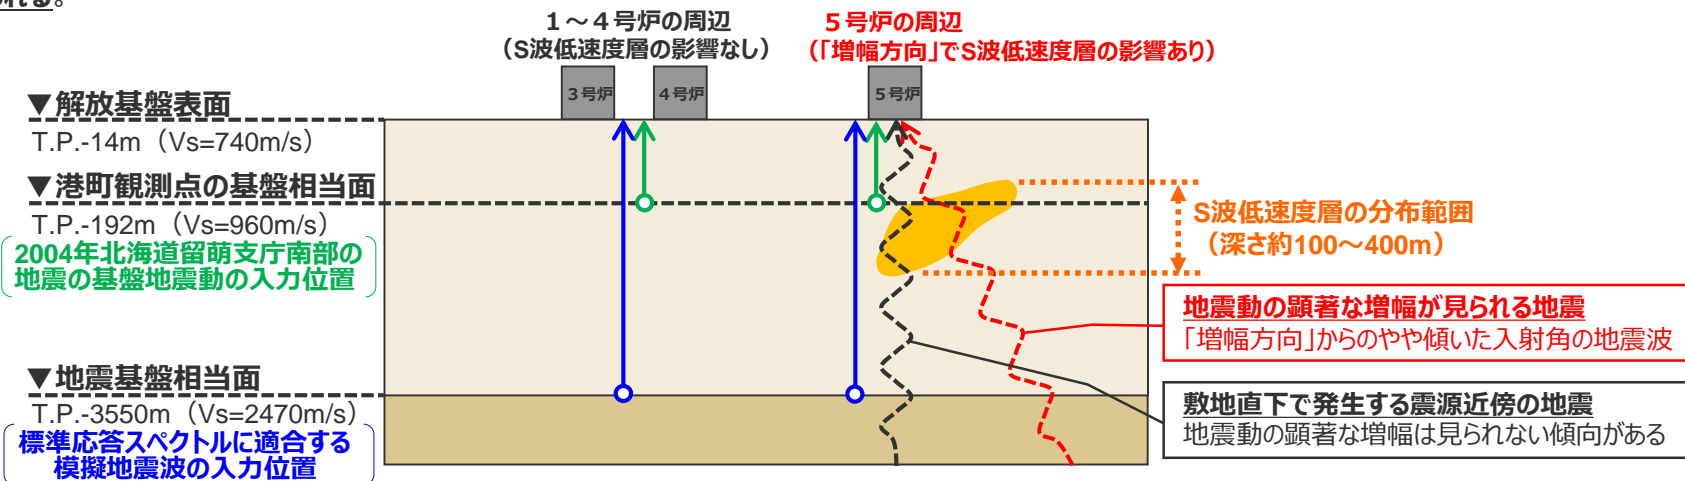 れる。
1～4号炉の周辺
（S波低速度層の影響なし）
5号炉の周辺
（「増幅方向」でS波低速度層の影響あり）
3号炉
4号炉
5号炉
▼解放基盤表面
T.P.-14m（Vs=740m/s）
▼港町観測点の基盤相当面
T.P.-192m（Vs=960m/s）
2004年北海道留萌支庁南部の
地震の基盤地震動の入力位置
S波低速度層の分布範囲
（深さ約100～400m）
地震動の顕著な増幅が見られる地震
「増幅方向」からのやや傾いた入射角の地震波
▼地震基盤相当面
T.P.-3550m（Vs=2470m/s）
標準応答スペクトルに適合する
模擬地震波の入力位置
敷地直下で発生する震源近傍の地震
地震動の顕著な増幅は見られない傾向がある